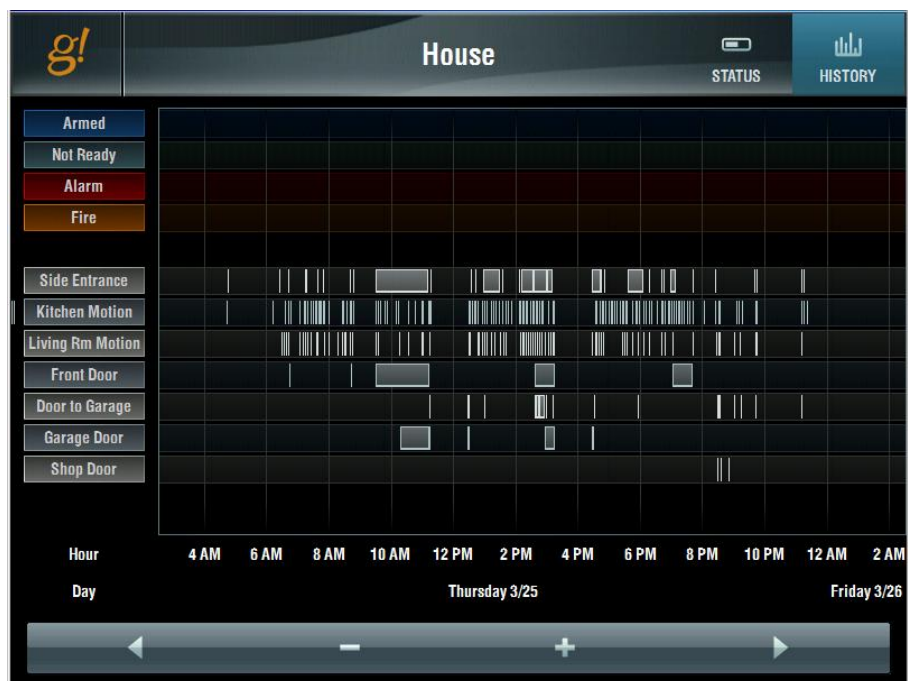 g!
House
STATUS
HISTORY
Armed
Not Ready
Alarm
Fire
Side Entrance
Kitchen Motion
Living Rm Motion
Front Door
Door to Garage
Garage Door
Shop Door
Hour 4 AM 6 AM 8 AM 10 AM 12 PM 2 PM 4 PM 6 PM 8 PM 10 PM 12 AM 2 AM
Day Thursday 3/25 Friday 3/26